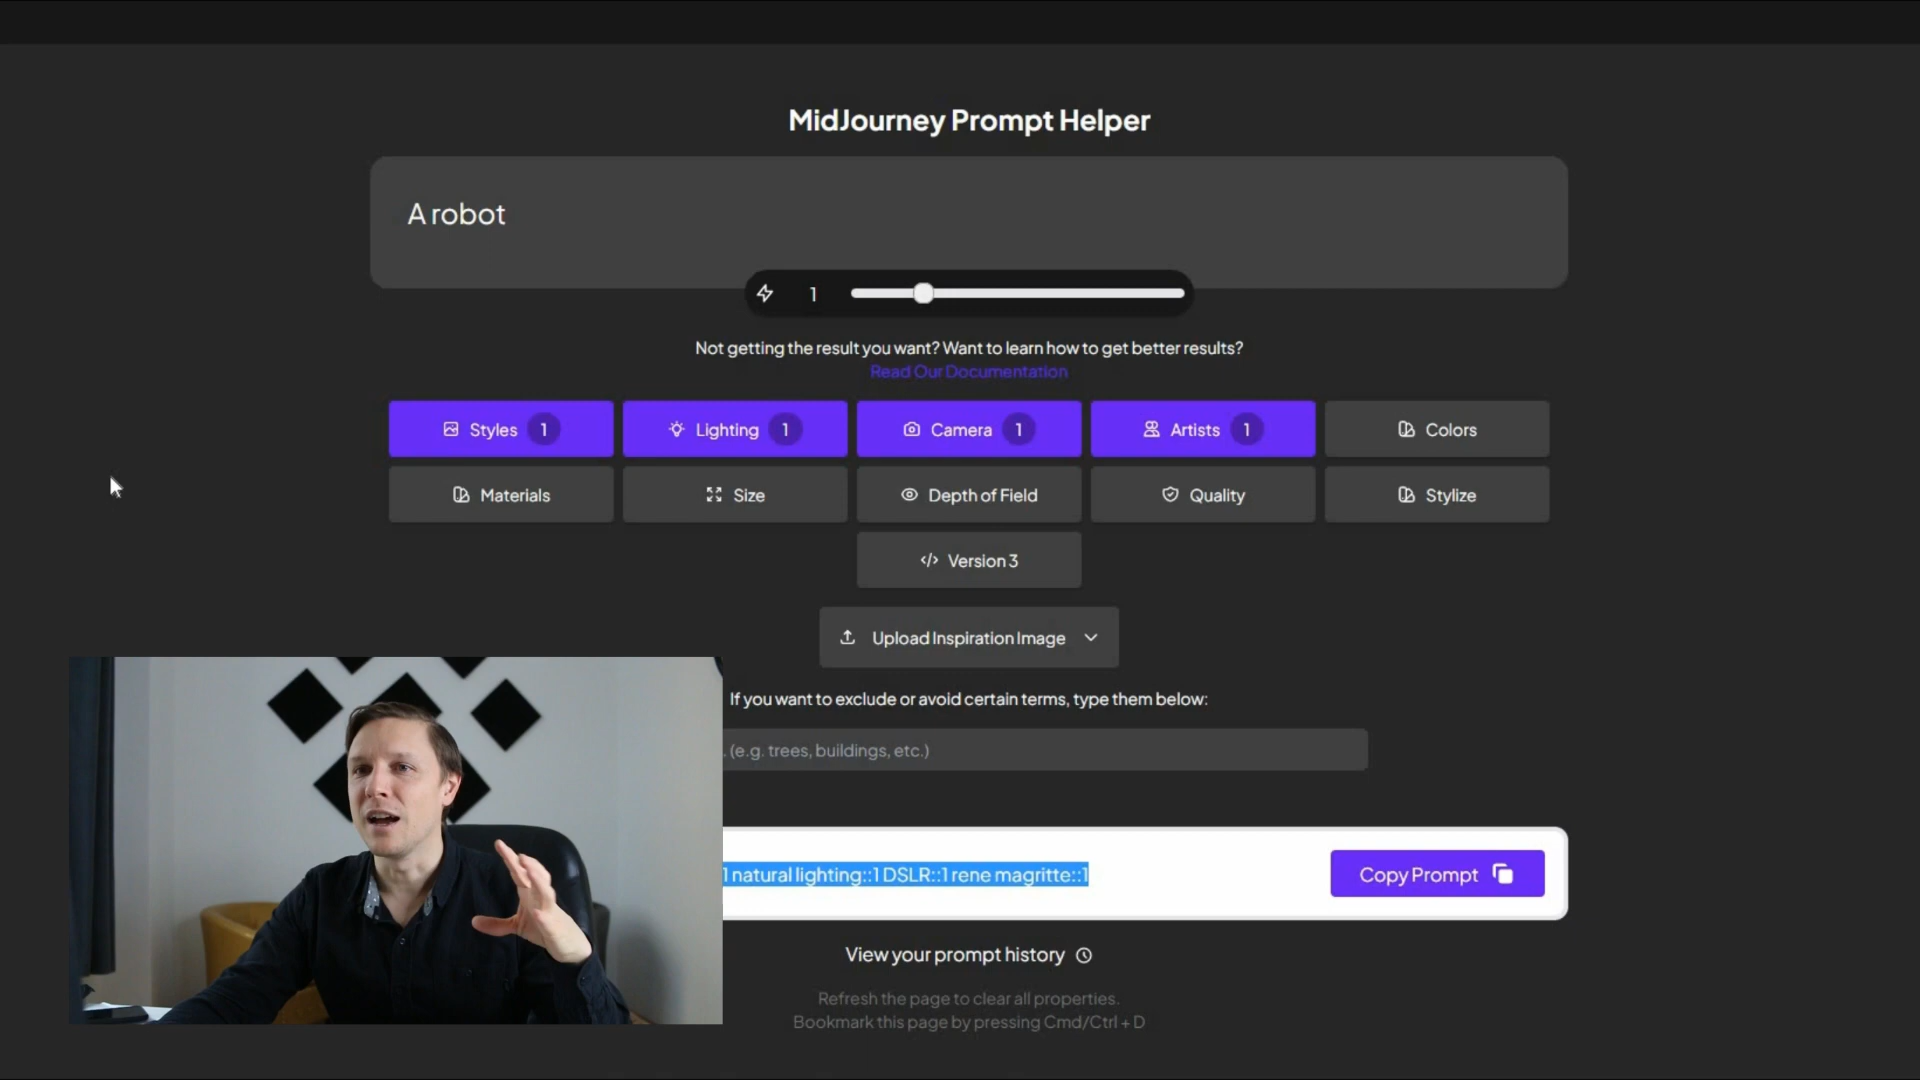 MidJourney Prompt Helper
A robot
1
Not getting the result you want? Want to learn how to get better results?
Read Our Documentation
Styles 1 Lighting 1 Camera 1 Artists 1 Colors
Materials Size Depth of Field Quality Stylize
</> Version 3
Upload Inspiration Image
If you want to exclude or avoid certain terms, type them below:
. (e.g. trees, buildings, etc.)
1 natural lighting::1 DSLR::1 rene magritte::1 Copy Prompt
View your prompt history
Refresh the page to clear all properties.
Bookmark this page by pressing Cmd/Ctrl + D